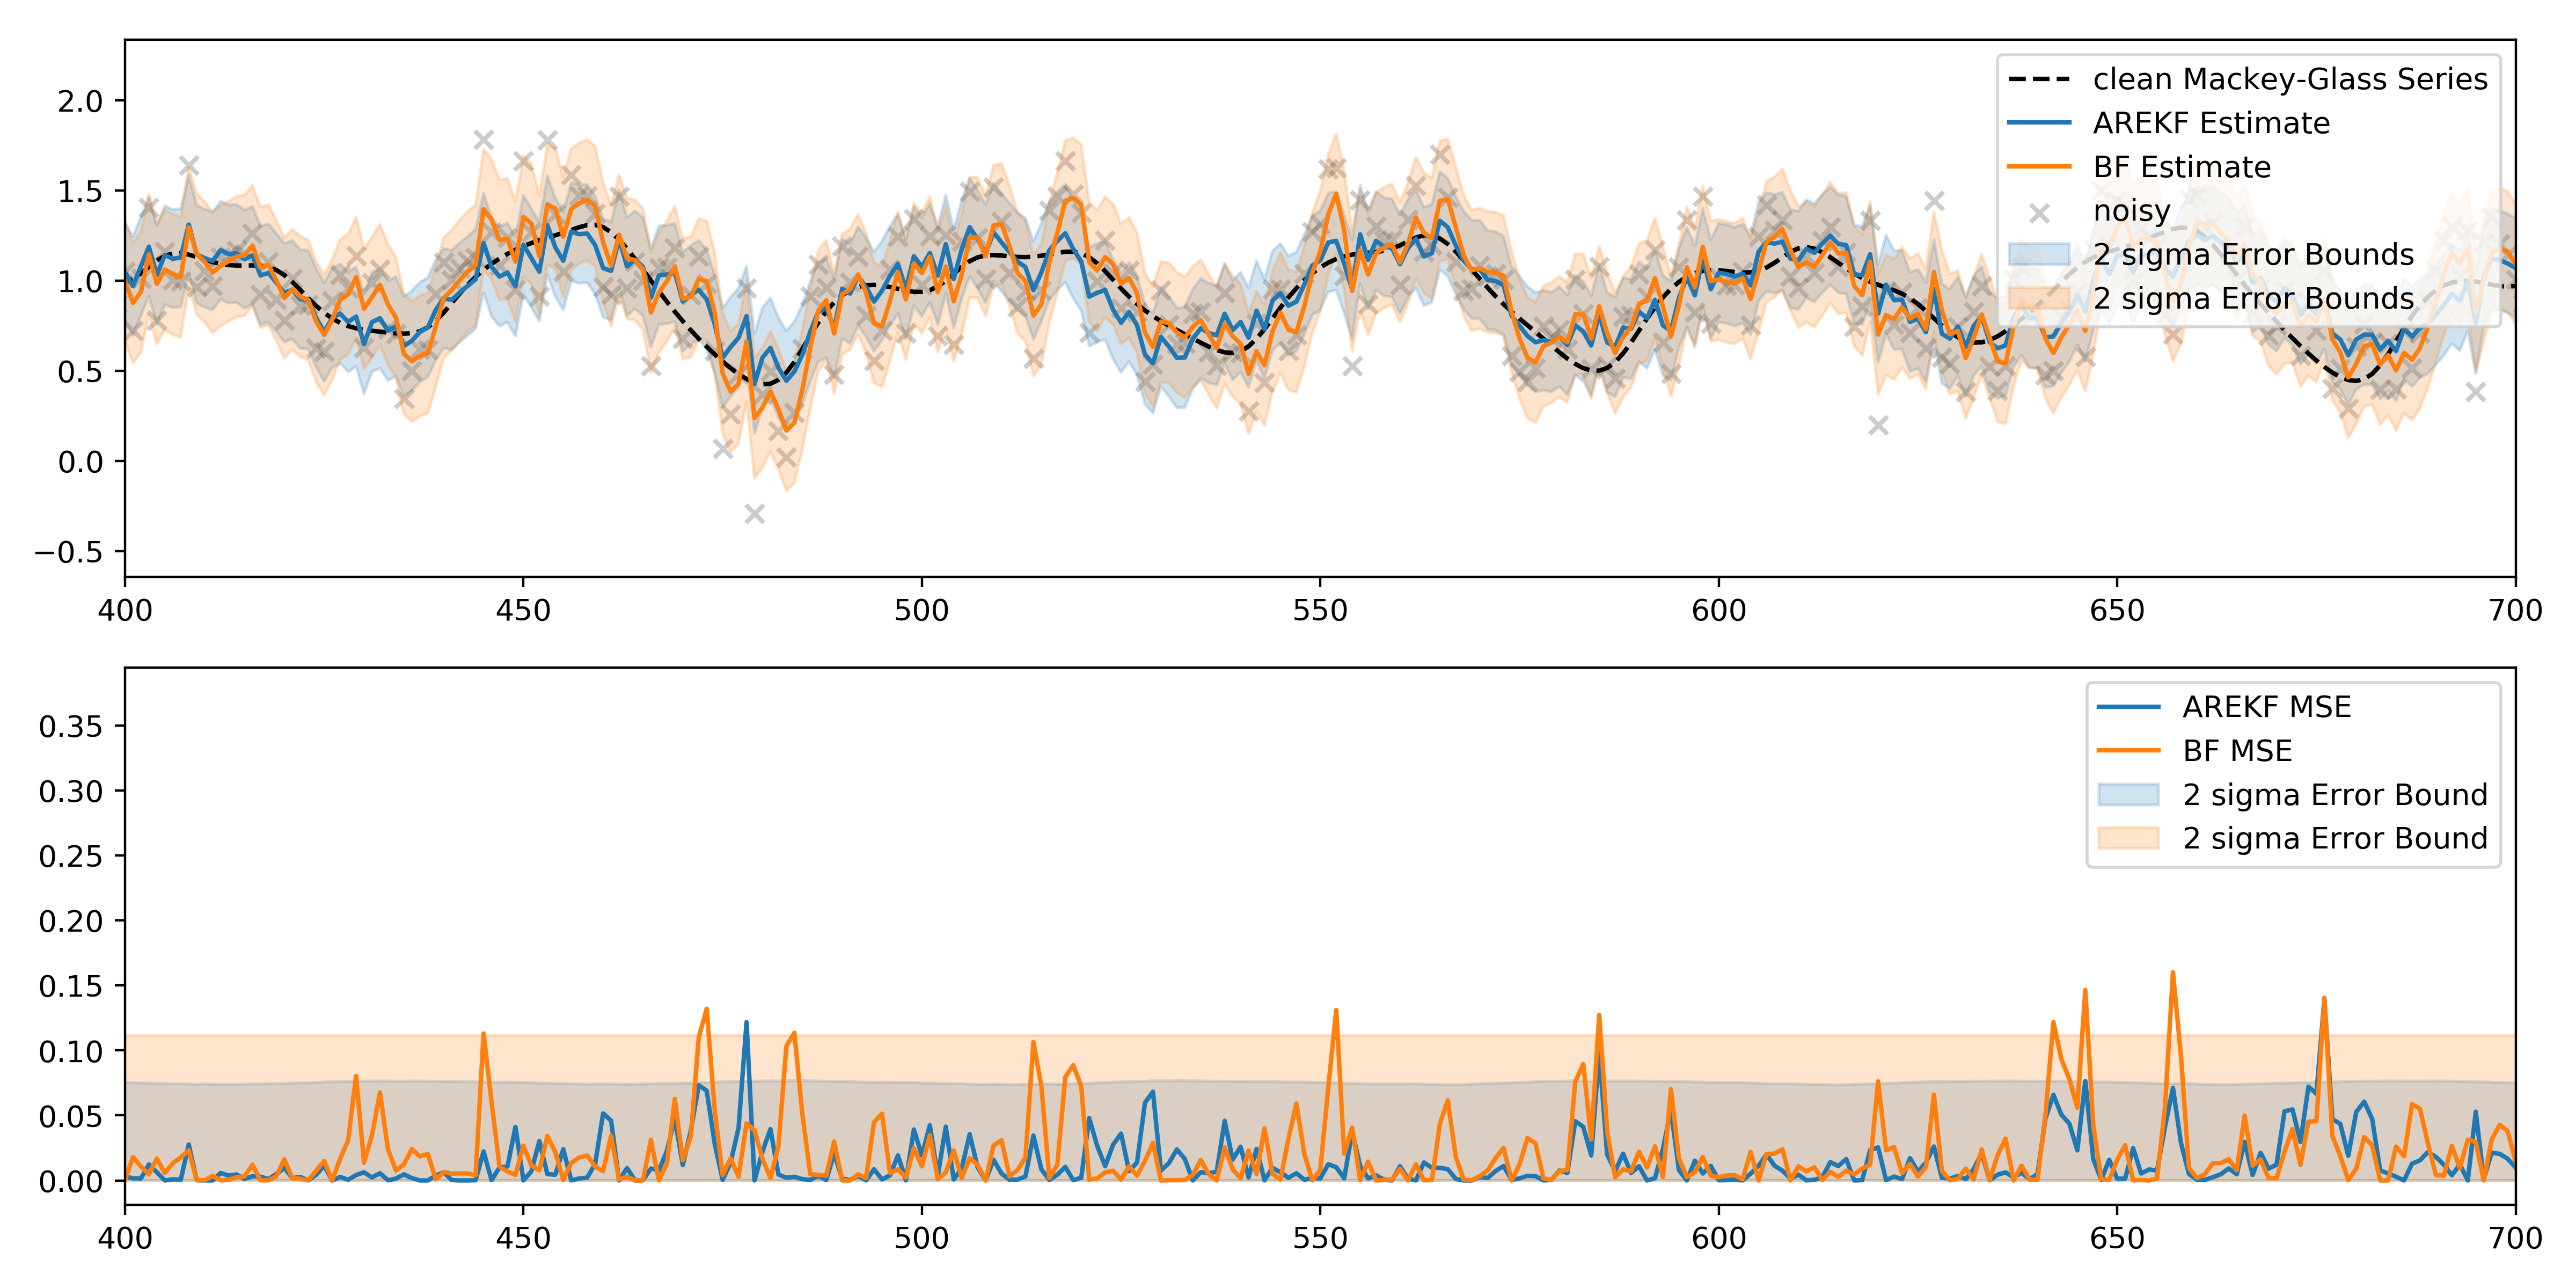 2.0
1.5
1.0
0.5
0.0
−0.5
clean Mackey-Glass Series
AREKF Estimate
BF Estimate
noisy
2 sigma Error Bounds
2 sigma Error Bounds
400 450 500 550 600 650 700
0.35
0.30
0.25
0.20
0.15
0.10
0.05
0.00
AREKF MSE
BF MSE
2 sigma Error Bound
2 sigma Error Bound
400 450 500 550 600 650 700